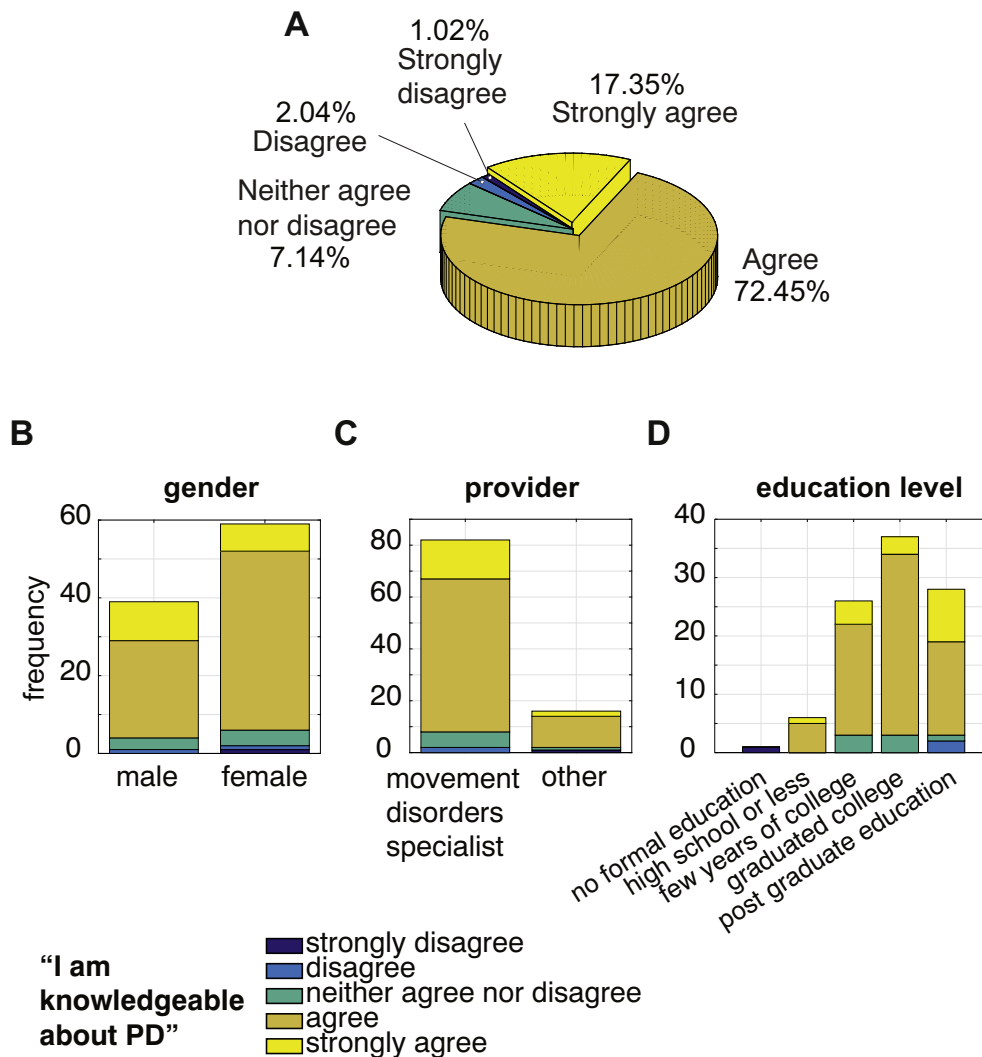 A
1.02%
Strongly
disagree
17.35%
Strongly agree
2.04%
Disagree
Neither agree
nor disagree
7.14%
Agree
72.45%
B
C
D
gender
provider
education level
frequency
60
40
20
0
male
female
80
60
40
20
0
movement
disorders
specialist
other
40
30
20
10
0
no formal education
high school or less
few years of college
graduated college
post graduate education
“I am
knowledgeable
about PD”
strongly disagree
disagree
neither agree nor disagree
agree
strongly agree